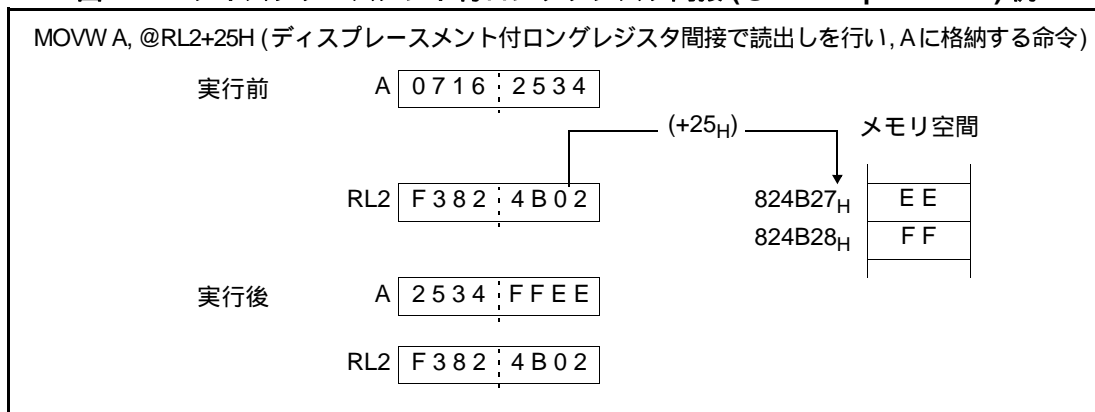 MOVW A, @RL2+25H (ディスプレースメント付ロングレジスタ間接で読出しを行い, Aに格納する命令)
実行前 A 0716 2534
(+25H) メモリ空間
RL2 F382 4B02 824B27H EE
824B28H FF
実行後 A 2534 FFEE
RL2 F382 4B02